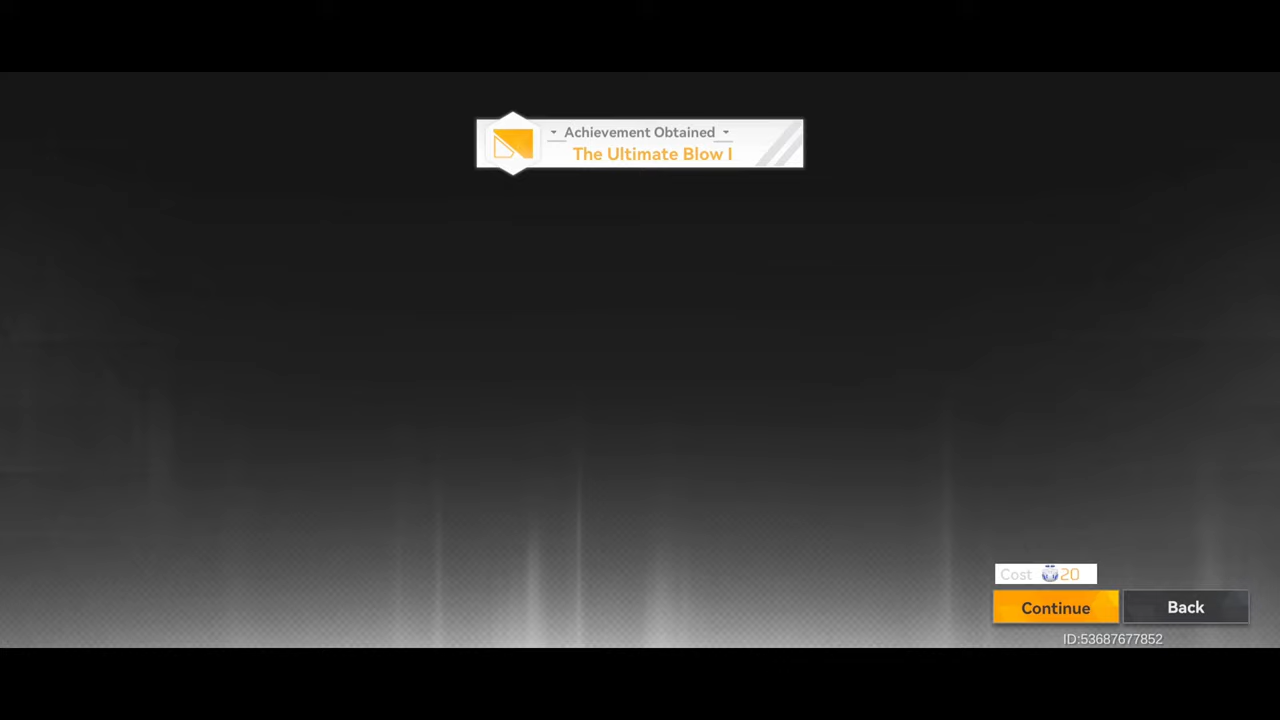 Achievement Obtained
The Ultimate Blow I
Cost 20
Continue
Back
ID:53687677852